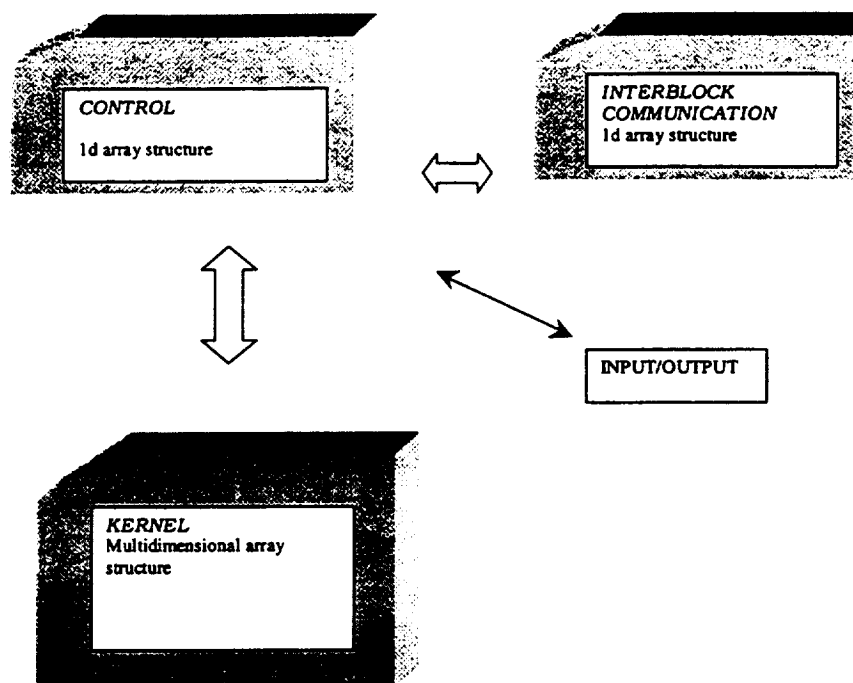 CONTROL
1d array structure
INTERBLOCK
COMMUNICATION
1d array structure
INPUT/OUTPUT
KERNEL
Multidimensional array
structure